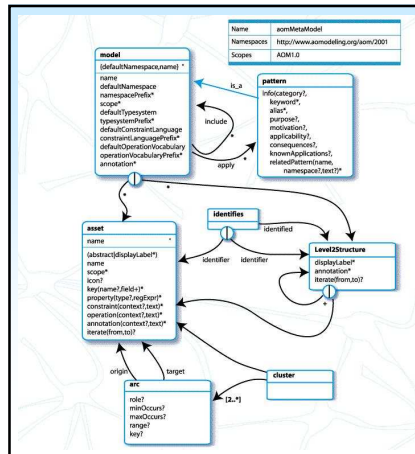 Name aomMetaModel
Namespaces http://www.aomodeling.org/aom/2001
Scopes AOM1.0
model
{defaultNamespace,name} *
name
defaultNamespace
namespacePrefix*
scope*
defaultTypesystem
typesystemPrefix*
defaultConstraintLanguage
constraintLanguagePrefix*
defaultOperationVocabulary
operationVocabularyPrefix*
annotation*
is_a
include
*
apply *
pattern
info(category?,
keyword*,
alias*,
purpose?,
motivation?,
applicability?,
consequences?,
knownApplications?,
relatedPattern(name,
namespace?,text?)*)
*
*
asset
name *
(abstract|displayLabel*)
name
scope*
icon?
key(name?,field+)*
property(type?,regExpr)*
constraint(context?,text)*
operation(context?,text)*
annotation(context?,text)*
iterate(from,to)?
identifies
identified
identifier
identifier
Level2Structure
displayLabel*
annotation*
iterate(from,to)?
+
origin
target
arc
role?
minOccurs?
maxOccurs?
range?
key?
cluster
[2..*]